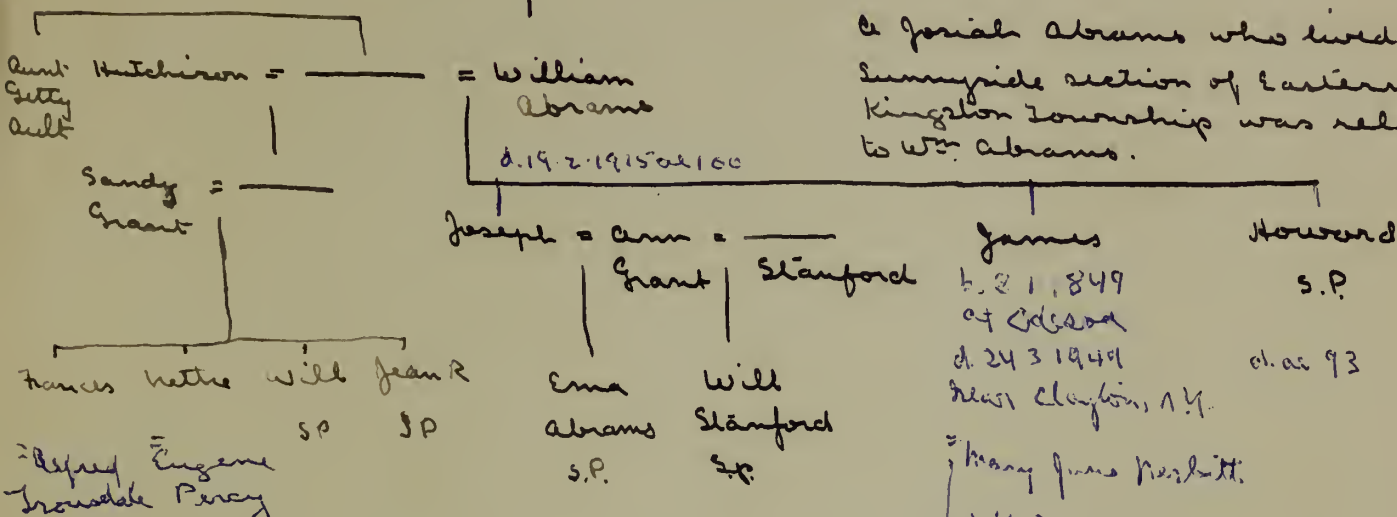 a Josiah Abrams who lived
Sunnyside section of Eastern
Kingston Township was rel
to Wm. Abrams.
Aunt Hutchison = = William
Getty Abrams
Ault
d. 19.2.1915 ae 100
Sandy =
Grant
Joseph = Ann = James Howard
Grant Stanford
b. 2 1 1849 S.P.
at
d. 24 3 1949 d. ae 93
near Clayton, N.Y.
Frances Nettie Will Jean R
S.P. S.P.
Erma Will
Abrams Stanford
S.P. S.P.
= Alfred = Eugene
Trousdale Percy
= Mary Jane Nesbitt